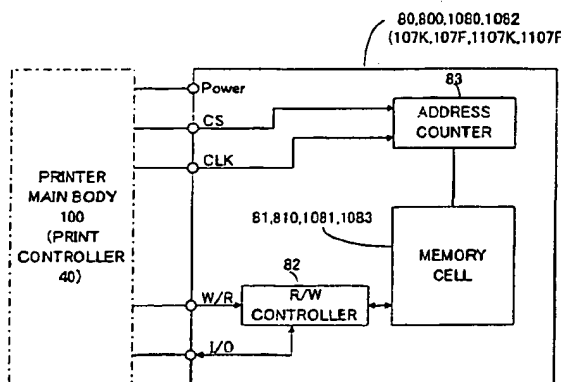 80,800,1080,1082
(107K,107F,1107K,1107F
83
Power
ADDRESS
COUNTER
CS
CLK
PRINTER
MAIN BODY
100
(PRINT
CONTROLLER
40)
81,810,1081,1083
MEMORY
CELL
82
W/R
R/W
CONTROLLER
I/O